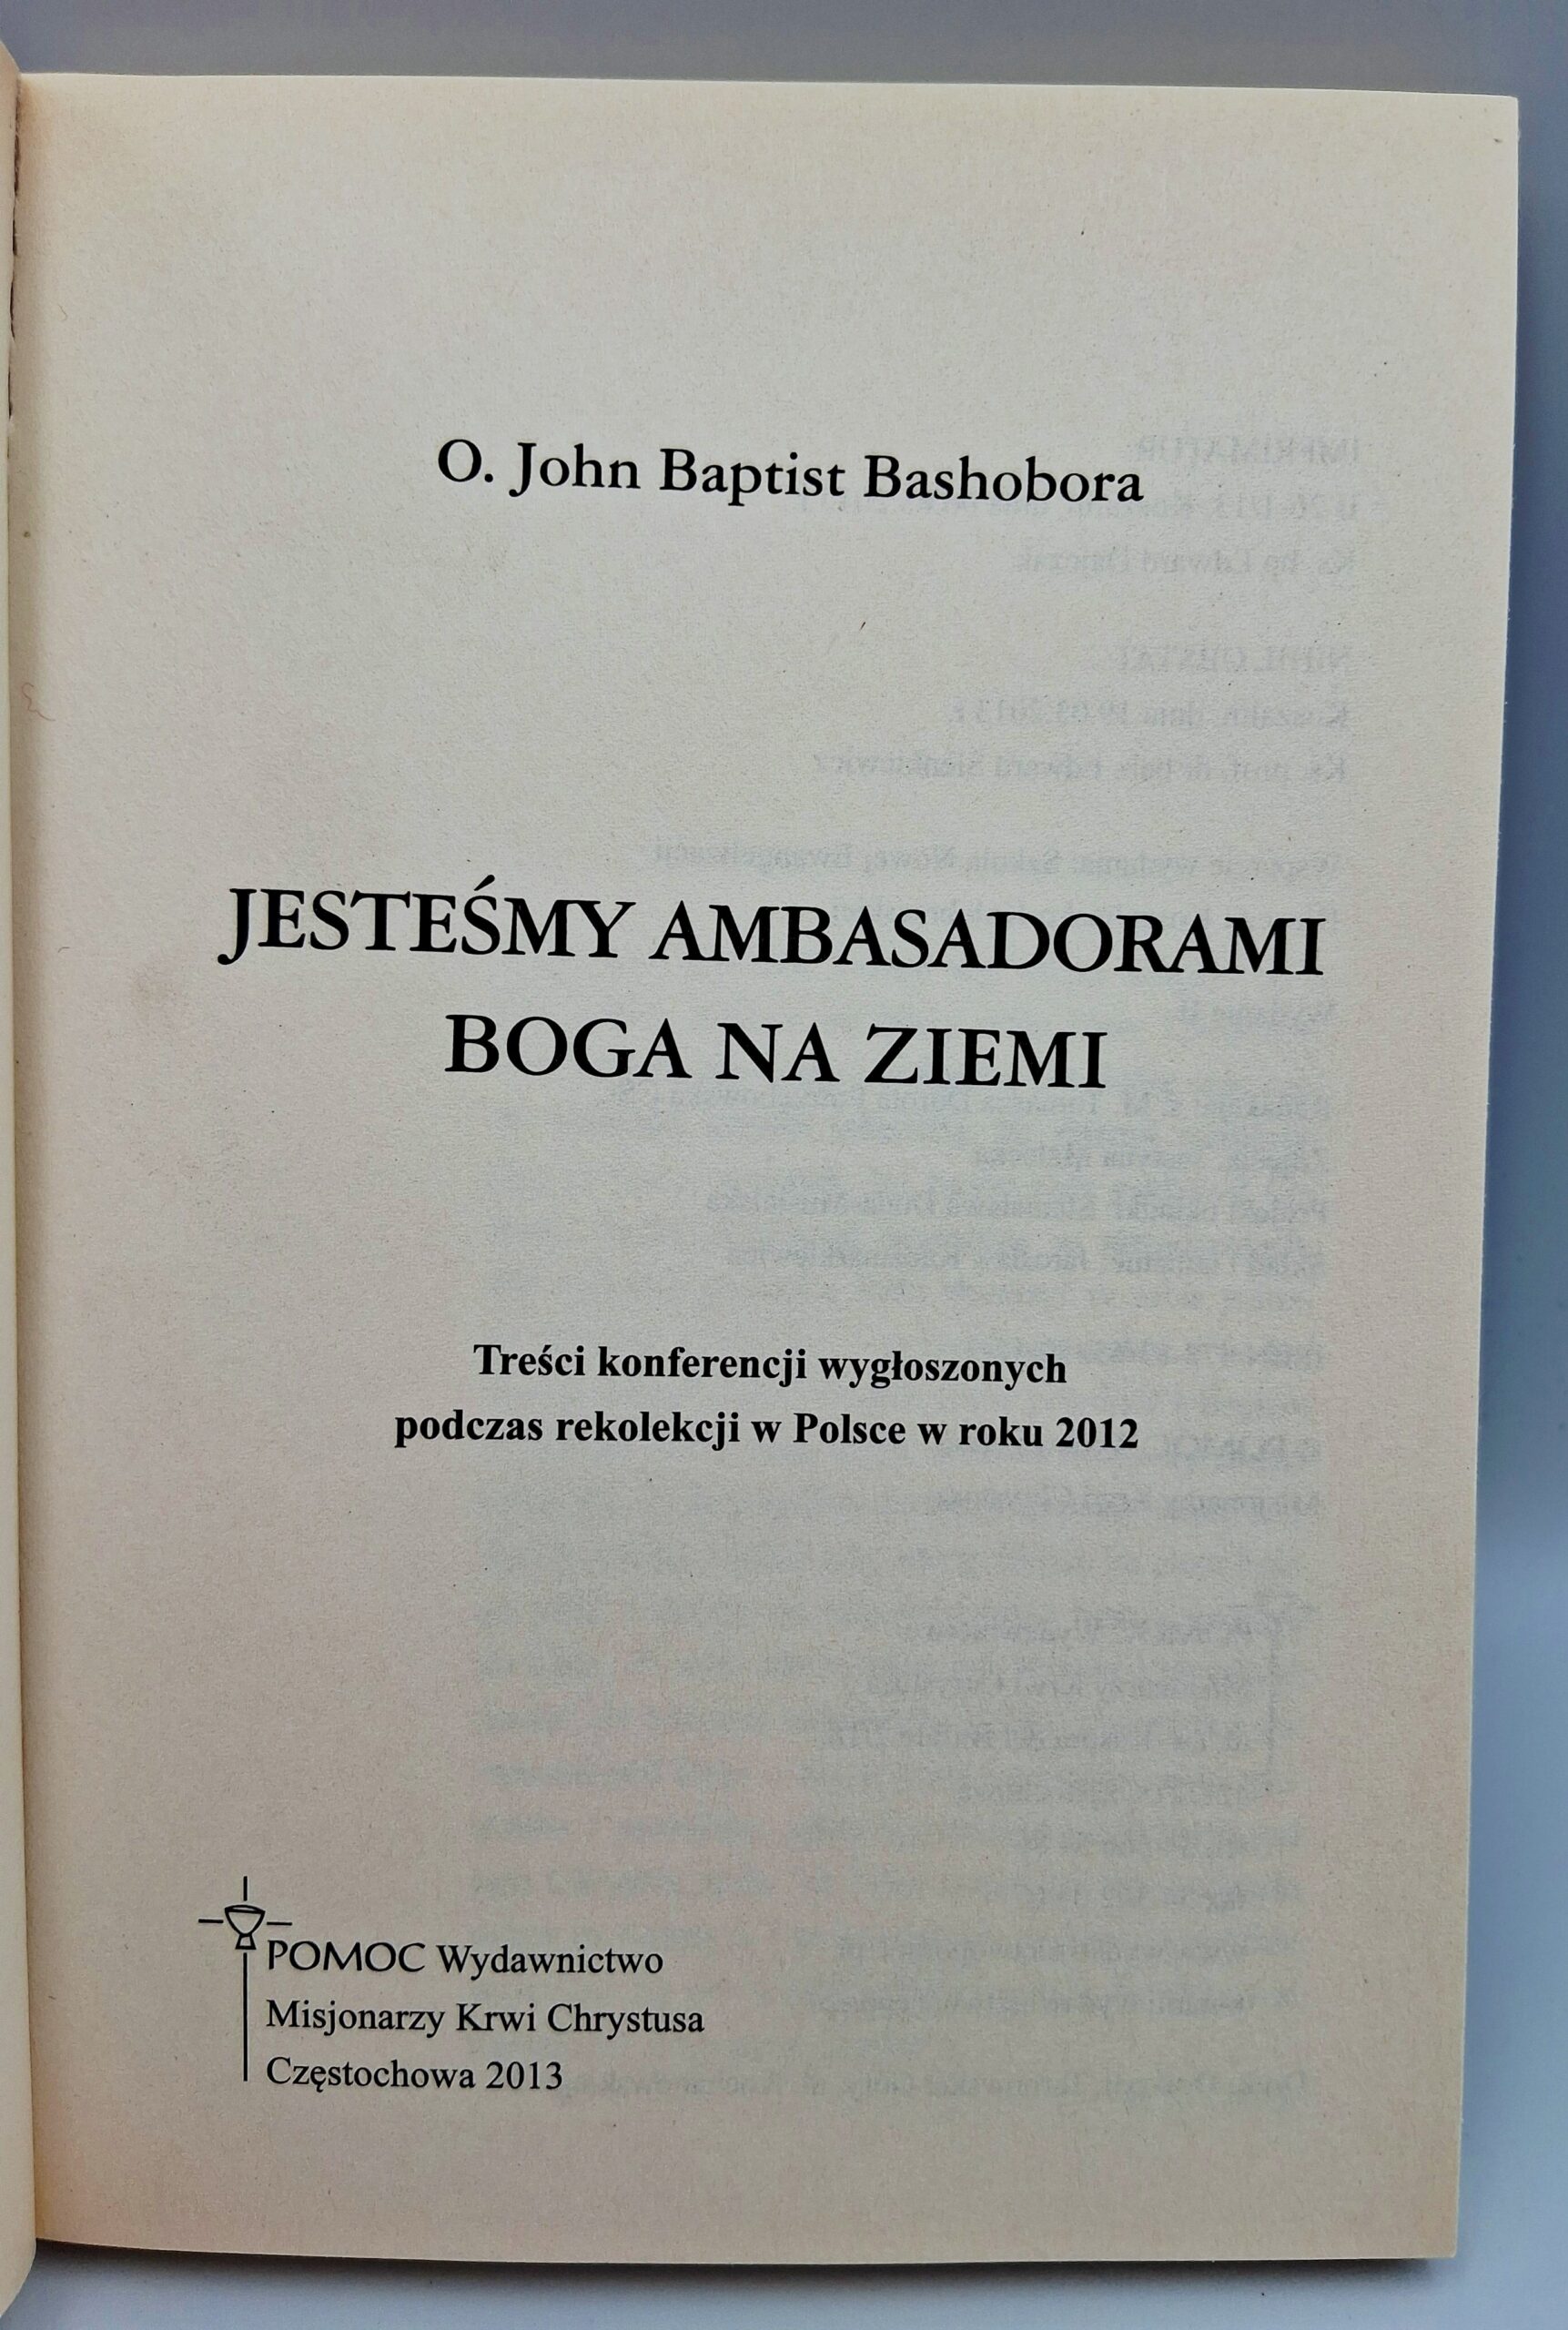 O. John Baptist Bashobora
JESTEŚMY AMBASADORAMI
BOGA NA ZIEMI
Treści konferencji wygłoszonych
podczas rekolekcji w Polsce w roku 2012
POMOC Wydawnictwo
Misjonarzy Krwi Chrystusa
Częstochowa 2013